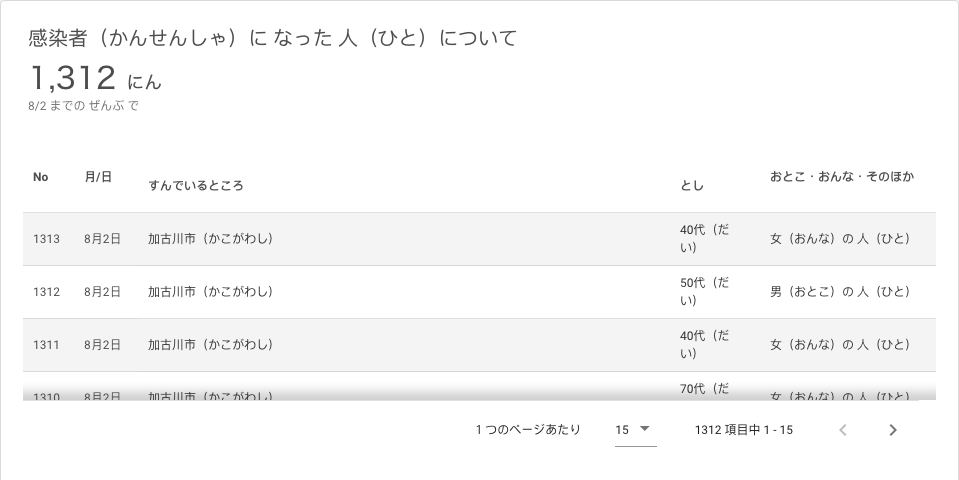 感染者（かんせんしゃ）に なった 人（ひと）について
1,312 にん
8/2 までの ぜんぶ で
No 月/日 すんでいるところ とし おとこ・おんな・そのほか
1313 8月2日 加古川市（かこがわし） 40代（だい） 女（おんな）の 人（ひと）
1312 8月2日 加古川市（かこがわし） 50代（だい） 男（おとこ）の 人（ひと）
1311 8月2日 加古川市（かこがわし） 40代（だい） 女（おんな）の 人（ひと）
1310 8月2日 加古川市（かこがわし） 70代（だ 女（おんな）の 人（ひと）
1 つのページあたり 15 1312 項目中 1 - 15